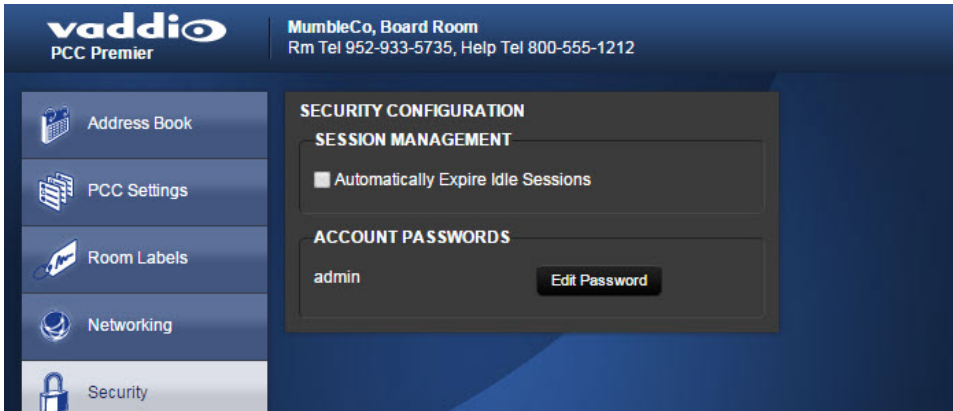 vaddio
PCC Premier
MumbleCo, Board Room
Rm Tel 952-933-5735, Help Tel 800-555-1212
Address Book
PCC Settings
Room Labels
Networking
Security
SECURITY CONFIGURATION
SESSION MANAGEMENT
Automatically Expire Idle Sessions
ACCOUNT PASSWORDS
admin
Edit Password